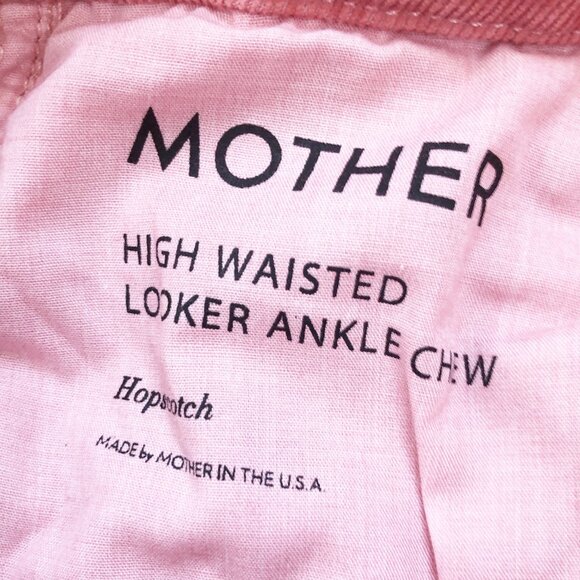 MOTHER
HIGH WAISTED
LOOKER ANKLE CHEW
Hopscotch
MADE by MOTHER IN THE U.S.A.